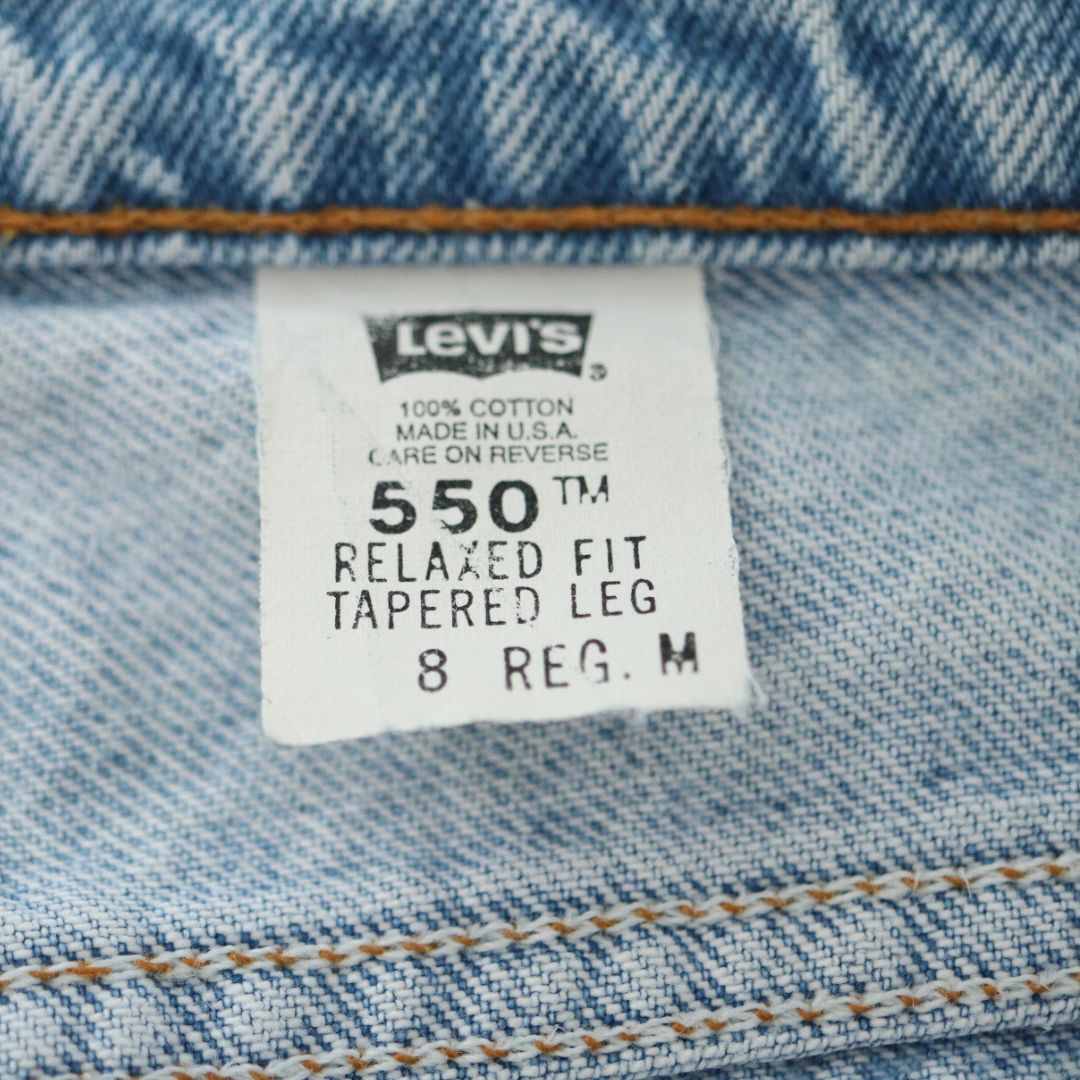 Levi's®
100% COTTON
MADE IN U.S.A.
CARE ON REVERSE
550™
RELAXED FIT
TAPERED LEG
8 REG. M